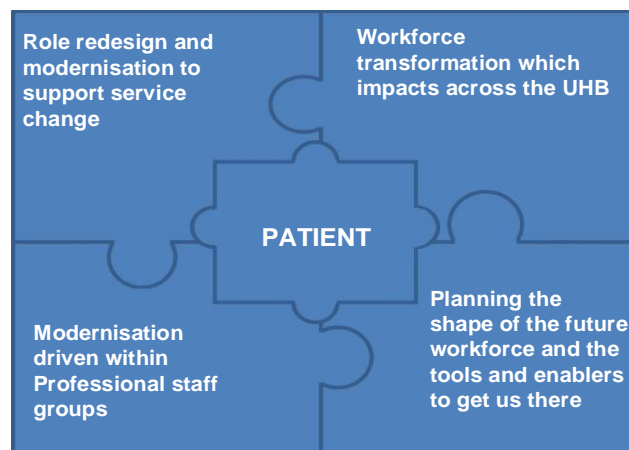 Role redesign and
modernisation to
support service
change
Workforce
transformation which
impacts across the UHB
PATIENT
Modernisation
driven within
Professional staff
groups
Planning the
shape of the future
workforce and the
tools and enablers
to get us there